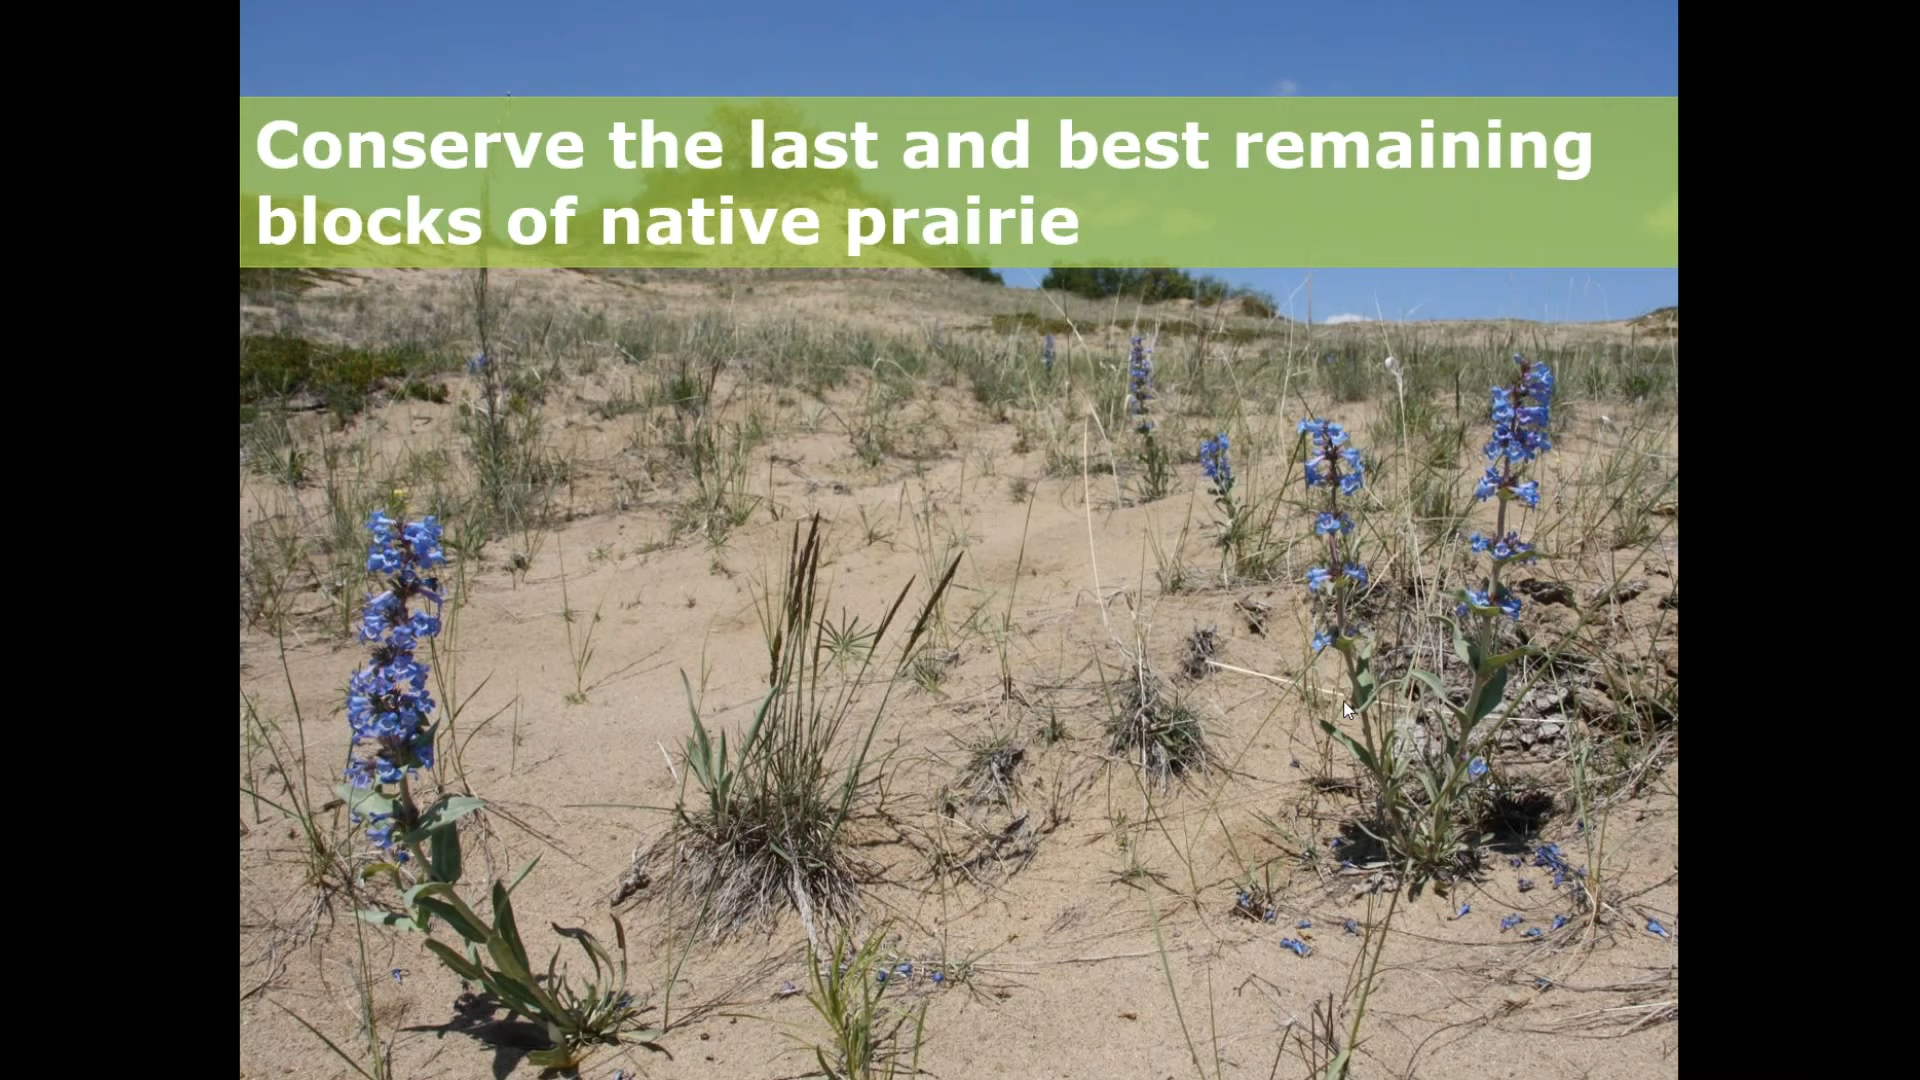 Conserve the last and best remaining
blocks of native prairie